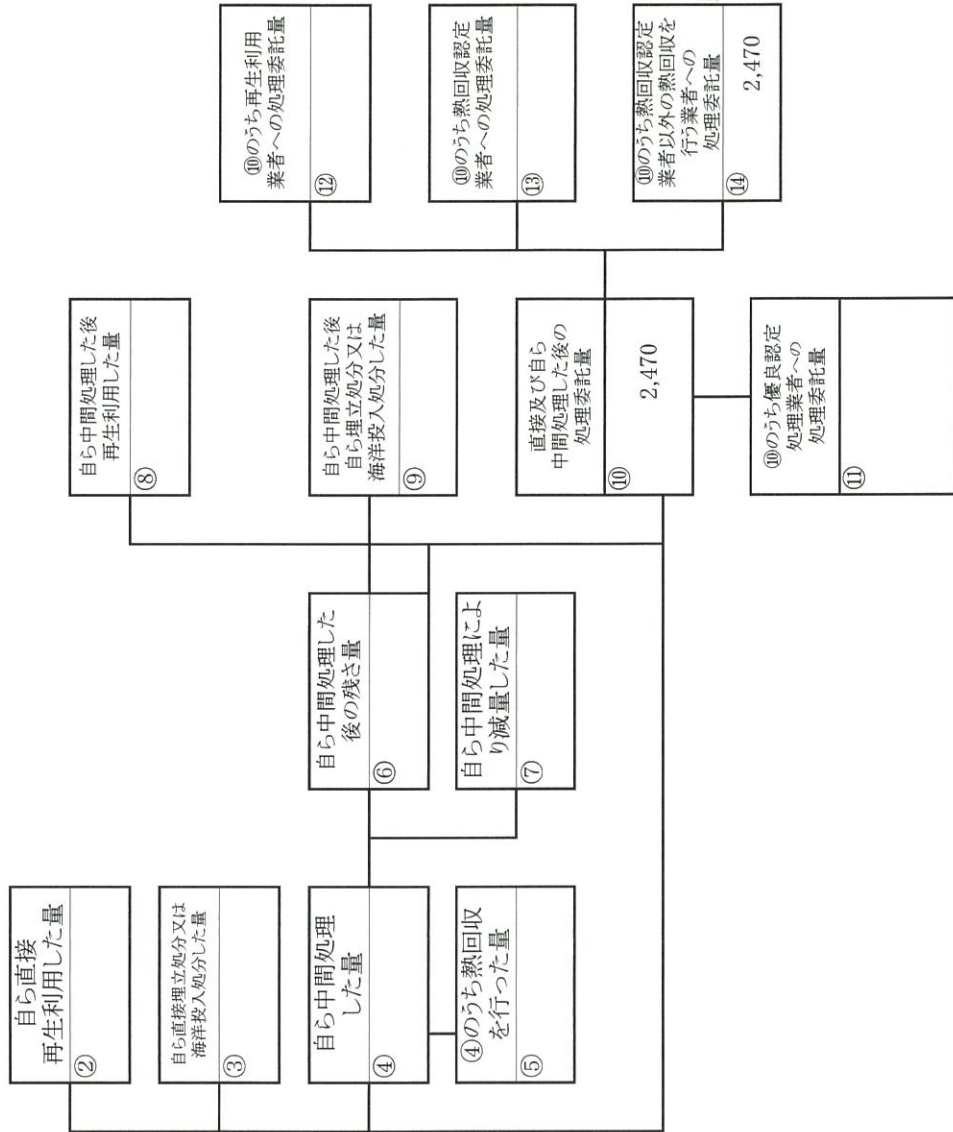 自ら直接
再生利用した量
②
自ら直接埋立処分又は
海洋投入処分した量
③
自ら中間処理
した量
④
④のうち熱回収
を行った量
⑤
自ら中間処理した
後の残さ量
⑥
自ら中間処理によ
り減量した量
⑦
自ら中間処理した後
再生利用した量
⑧
自ら中間処理した後
自ら埋立処分又は
海洋投入処分した量
⑨
直接及び自ら
中間処理した後の
処理委託量
⑩
2,470
⑩のうち優良認定
処理業者への
処理委託量
⑪
⑩のうち再生利用
業者への処理委託量
⑫
⑩のうち熱回収認定
業者への処理委託量
⑬
⑩のうち熱回収認定
業者以外の熱回収を
行う業者への
処理委託量
⑭
2,470